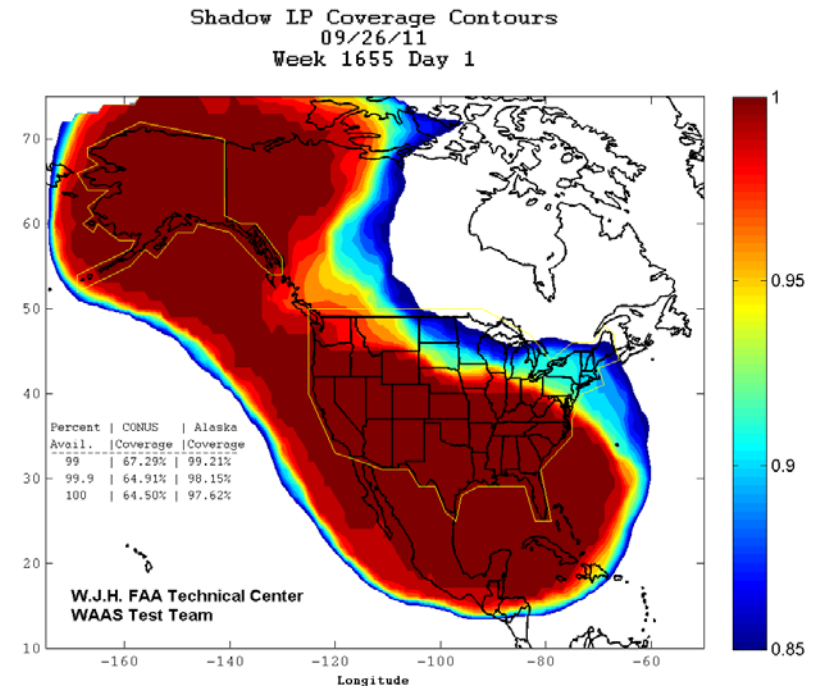 Shadow LP Coverage Contours
09/26/11
Week 1655 Day 1
70
60
50
40
30
20
10
-160
-140
-120
-100
-80
-60
Longitude
Percent | CONUS | Alaska
Avail. |Coverage |Coverage
99 | 67.29% | 99.21%
99.9 | 64.91% | 98.15%
100 | 64.50% | 97.62%
W.J.H. FAA Technical Center
WAAS Test Team
1
0.95
0.9
0.85